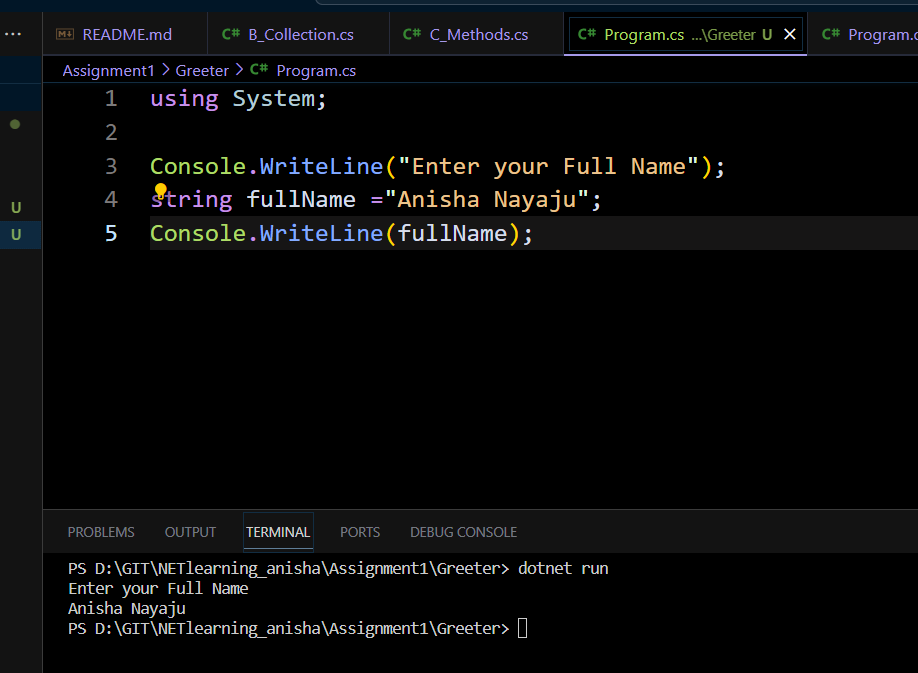 ... README.md C# B_Collection.cs C# C_Methods.cs C# Program.cs ...\Greeter U × C# Program.c
Assignment1 > Greeter > C# Program.cs
1 using System;
2
3 Console.WriteLine("Enter your Full Name");
U 4 string fullName ="Anisha Nayaju";
U 5 Console.WriteLine(fullName);
PROBLEMS OUTPUT TERMINAL PORTS DEBUG CONSOLE
PS D:\GIT\NETlearning_anisha\Assignment1\Greeter> dotnet run
Enter your Full Name
Anisha Nayaju
PS D:\GIT\NETlearning_anisha\Assignment1\Greeter>